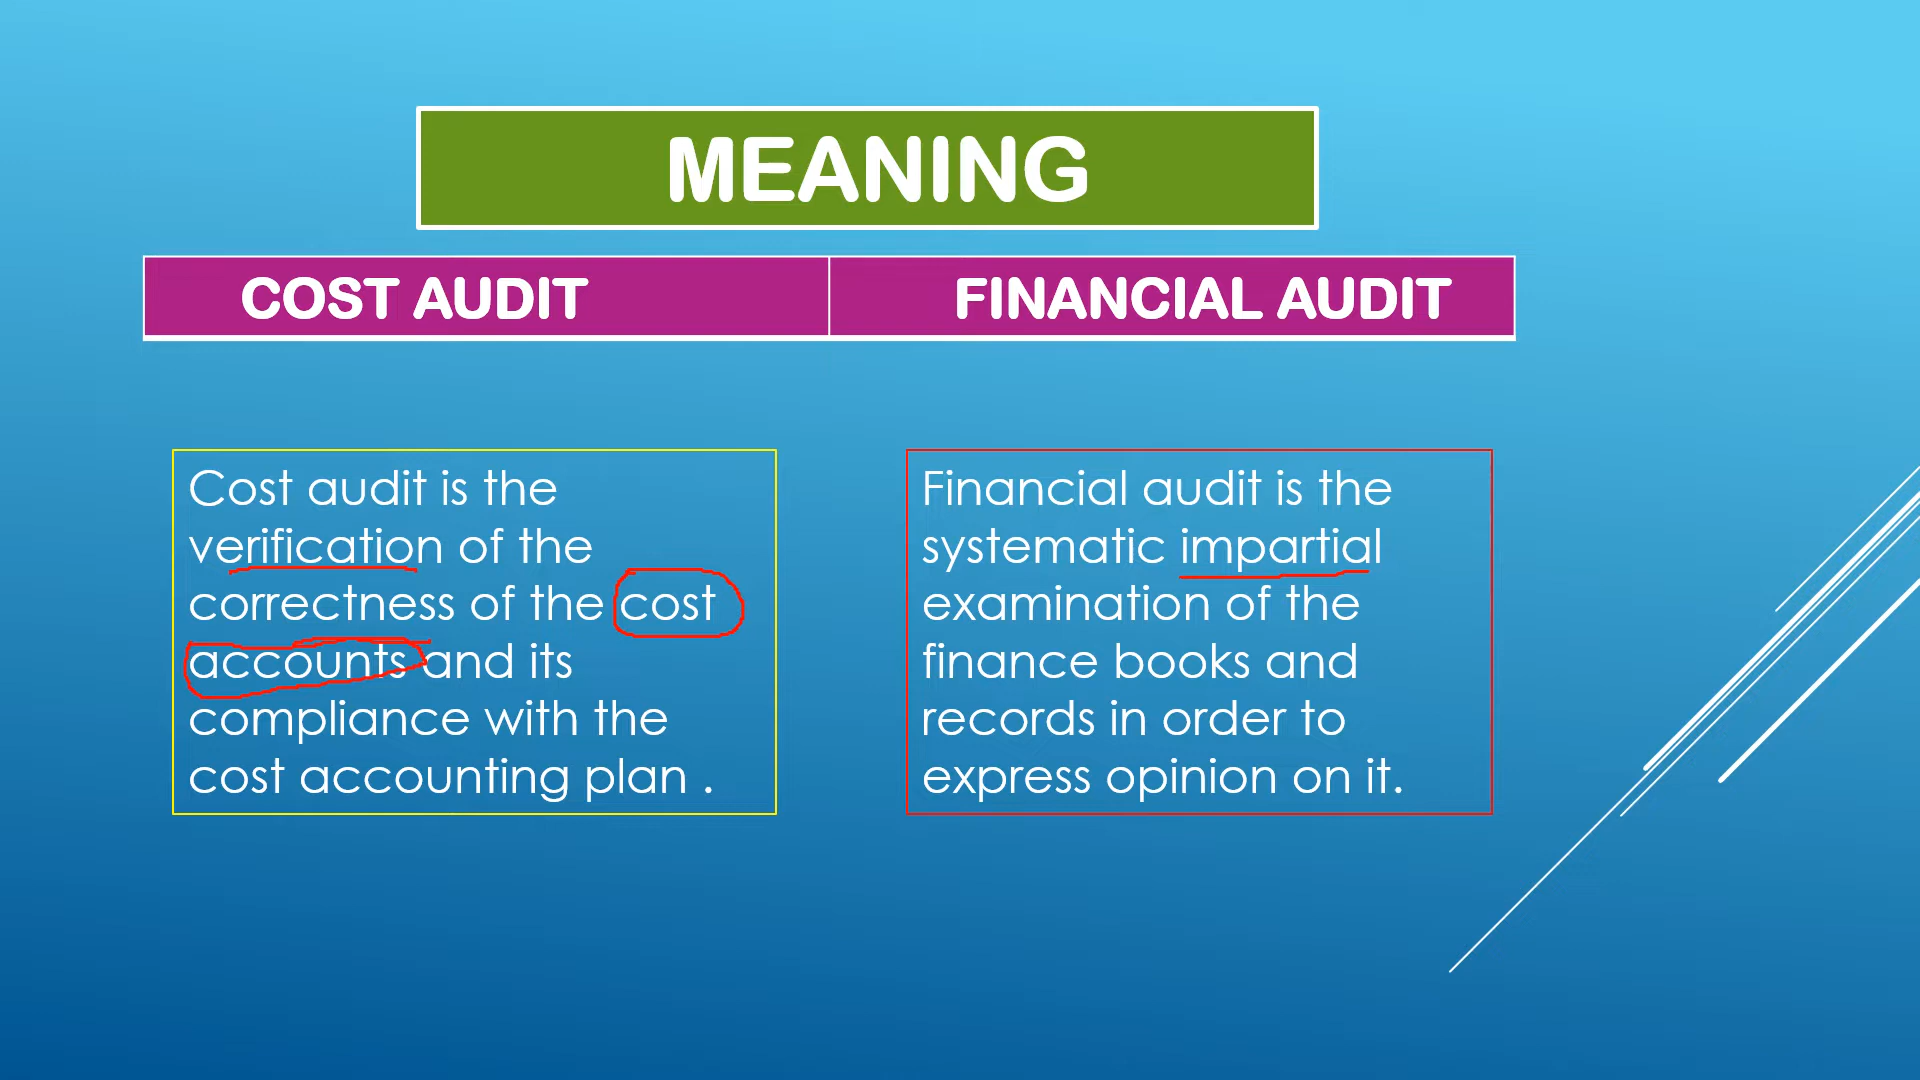 MEANING
COST AUDIT
FINANCIAL AUDIT
Cost audit is the
verification of the
correctness of the cost
accounts and its
compliance with the
cost accounting plan .
Financial audit is the
systematic impartial
examination of the
finance books and
records in order to
express opinion on it.